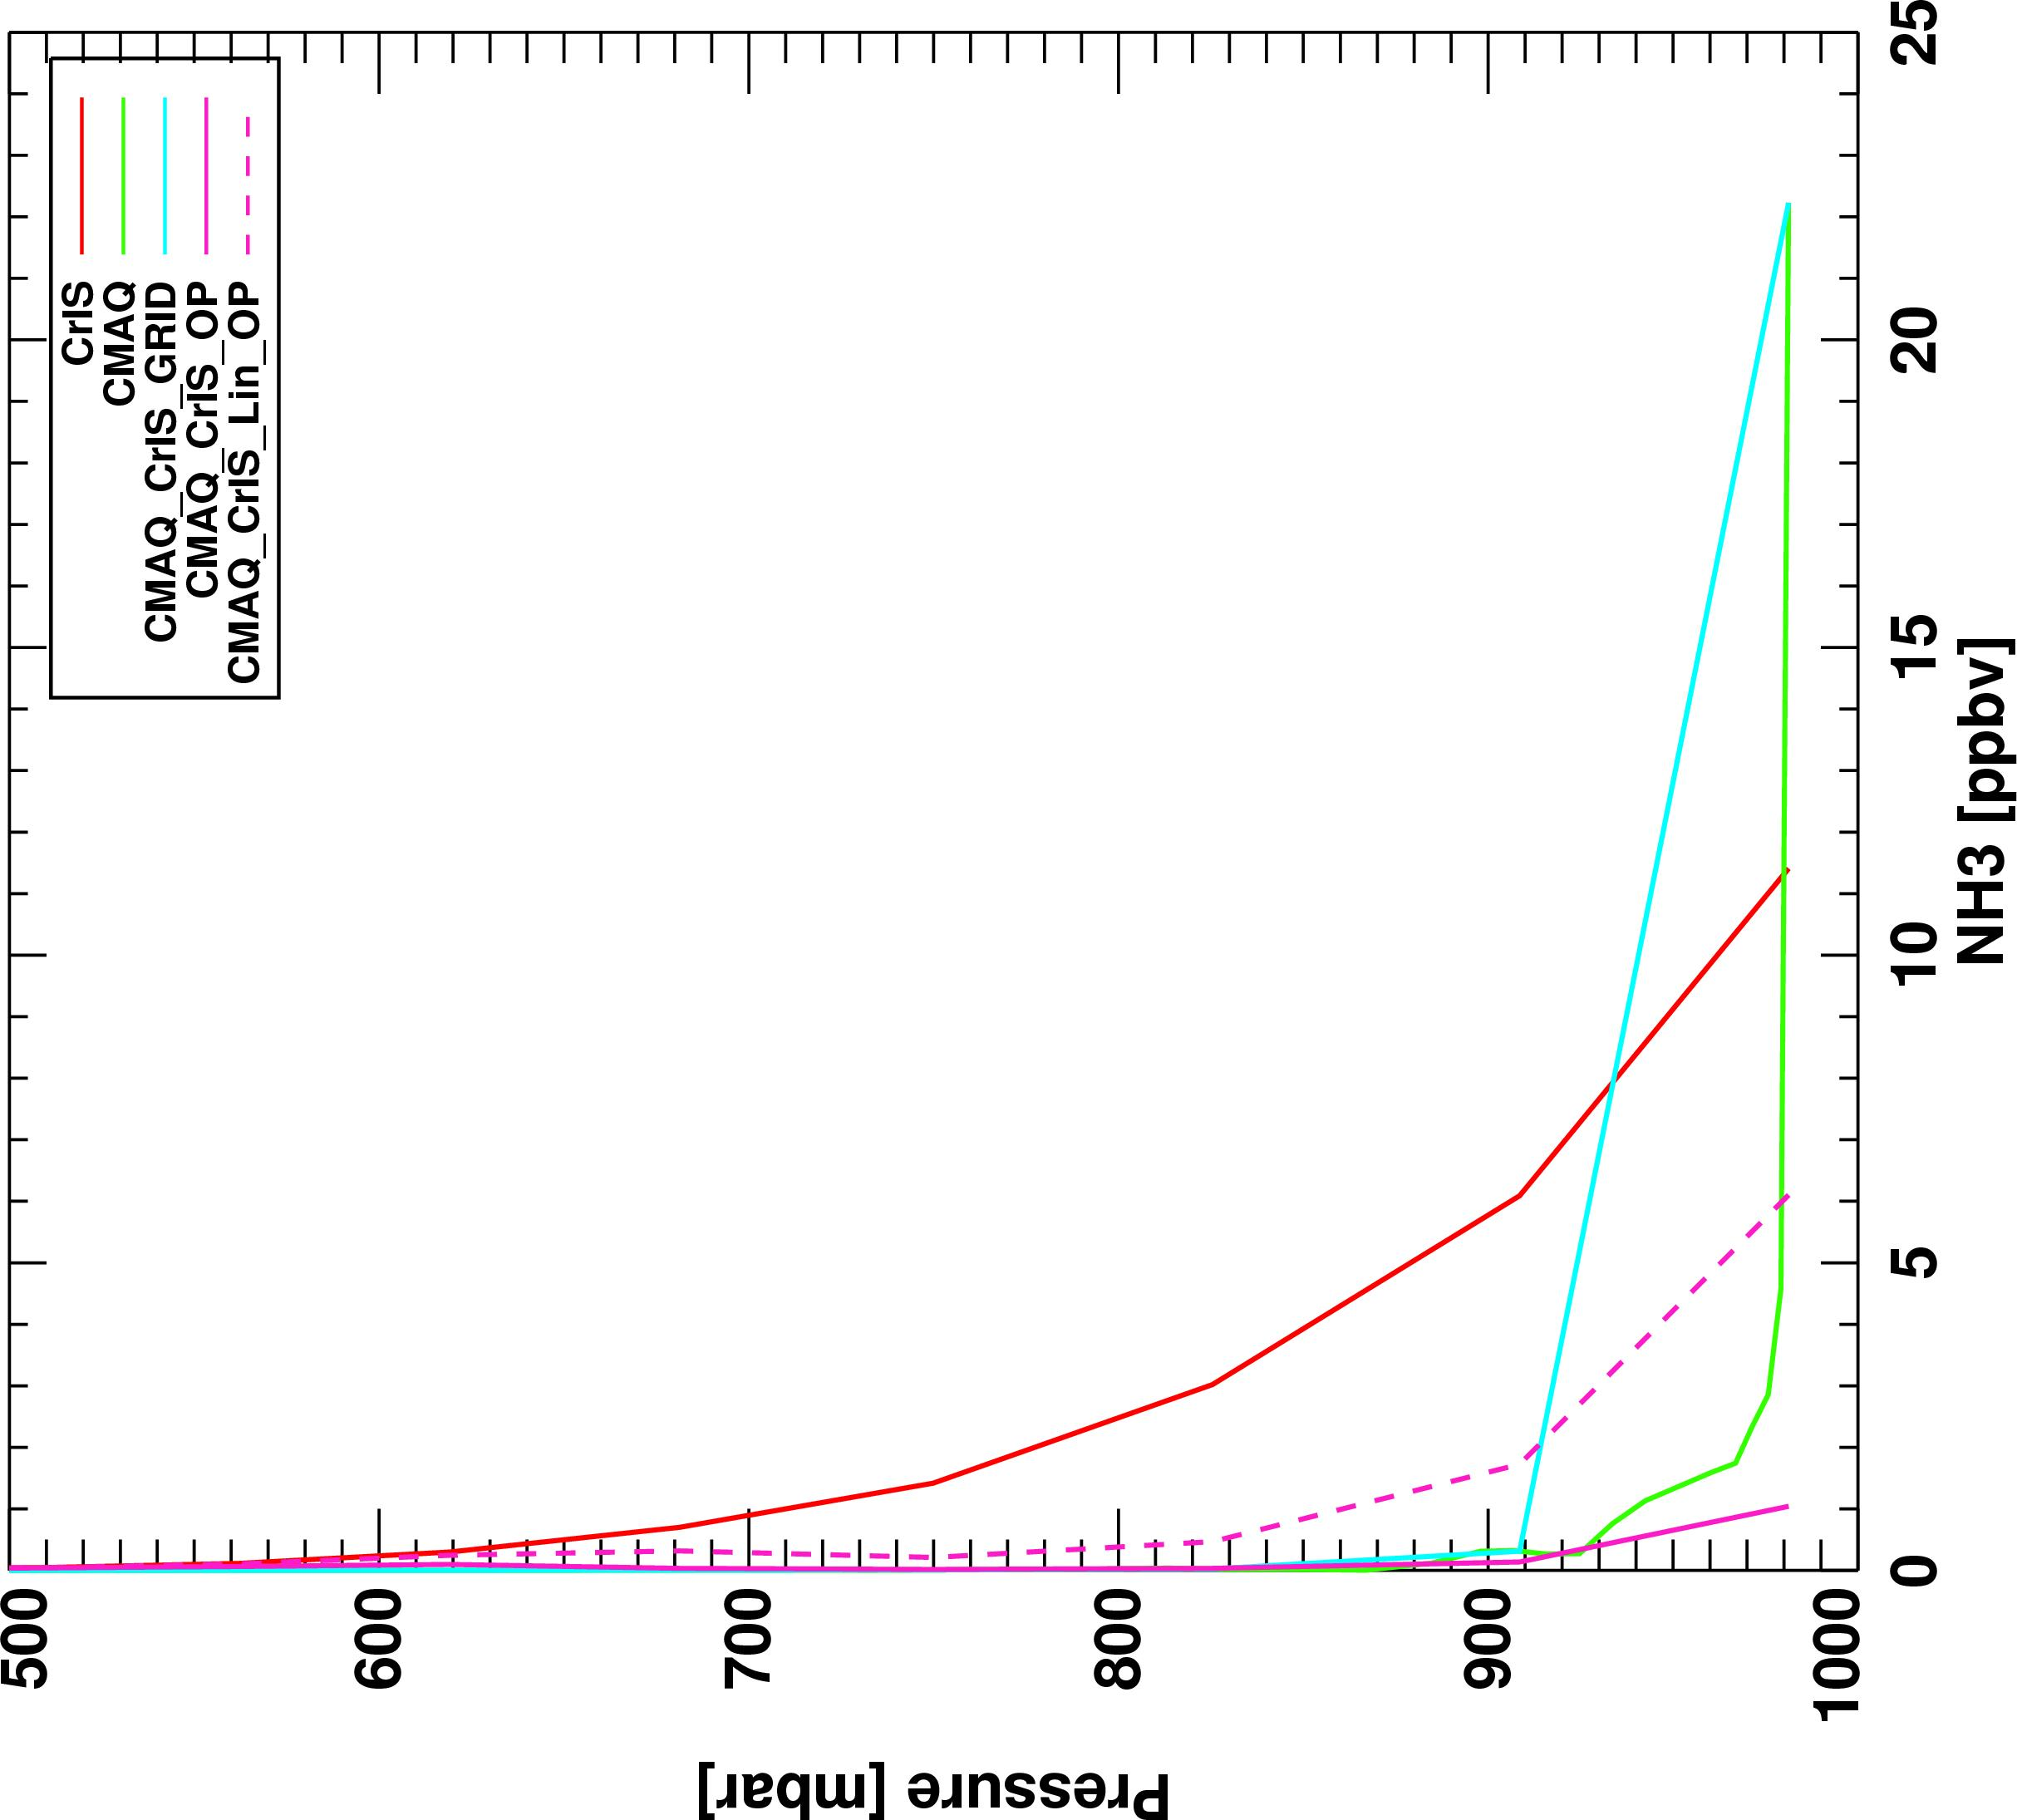 CrIS
CMAQ
CMAQ_CrIS_GRID
CMAQ_CrIS_OP
CMAQ_CrIS_Lin_OP
500
600
700
800
900
1000
Pressure [mbar]
0
5
10
15
20
25
NH3 [ppbv]